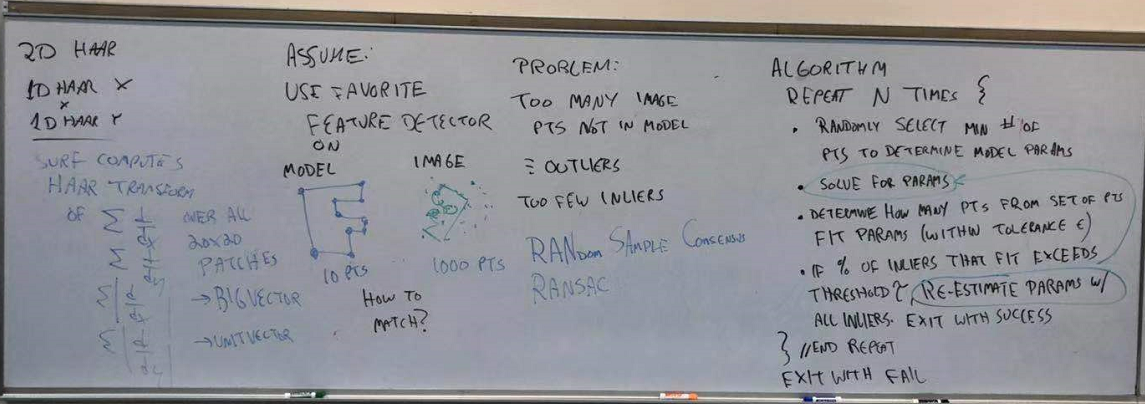 2D HAAR
1D HAAR X
x
1D HAAR Y
SURF COMPUTES
HAAR TRANSFORM
OF Σ d/dx OVER ALL
Σ d/dy 20x20
PATCHES
Σ |d/dx| → BIG VECTOR
Σ |d/dy| → UNIT VECTOR
ASSUME:
USE FAVORITE
FEATURE DETECTOR
ON
MODEL
IMAGE
10 PTS
1000 PTS
HOW TO
MATCH?
PROBLEM:
TOO MANY IMAGE
PTS NOT IN MODEL
≡ OUTLIERS
TOO FEW INLIERS
RANDOM SAMPLE CONSENSUS
RANSAC
ALGORITHM
REPEAT N TIMES {
• RANDOMLY SELECT MIN # OF
PTS TO DETERMINE MODEL PARAMS
• SOLVE FOR PARAMS
• DETERMINE HOW MANY PTS FROM SET OF PTS
FIT PARAMS (WITHIN TOLERANCE ε)
• IF % OF INLIERS THAT FIT EXCEEDS
THRESHOLD τ, RE-ESTIMATE PARAMS W/
ALL INLIERS. EXIT WITH SUCCESS
} // END REPEAT
EXIT WITH FAIL